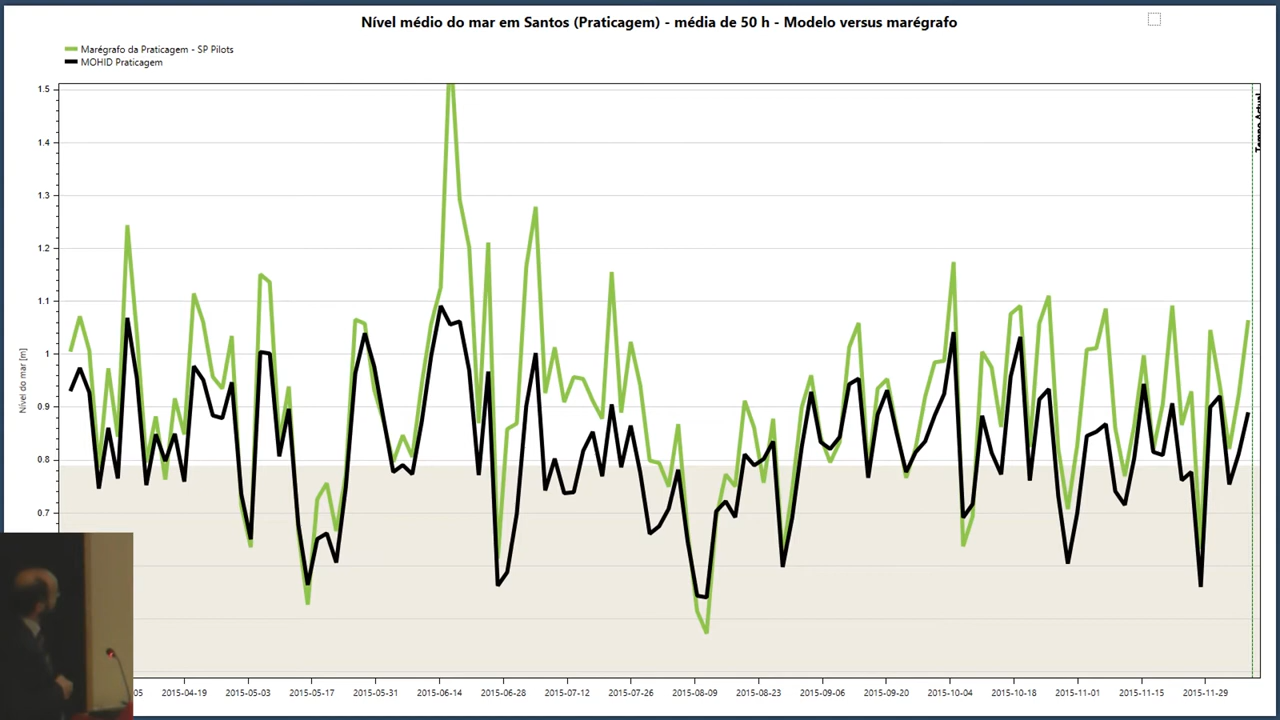 Nível médio do mar em Santos (Praticagem) - média de 50 h - Modelo versus marégrafo
Marégrafo da Praticagem - SP Pilots
MOHID Praticagem
1.5
1.4
1.3
1.2
1.1
1
0.9
0.8
0.7
Nível do mar [m]
Tempo Actual
05 2015-04-19 2015-05-03 2015-05-17 2015-05-31 2015-06-14 2015-06-28 2015-07-12 2015-07-26 2015-08-09 2015-08-23 2015-09-06 2015-09-20 2015-10-04 2015-10-18 2015-11-01 2015-11-15 2015-11-29